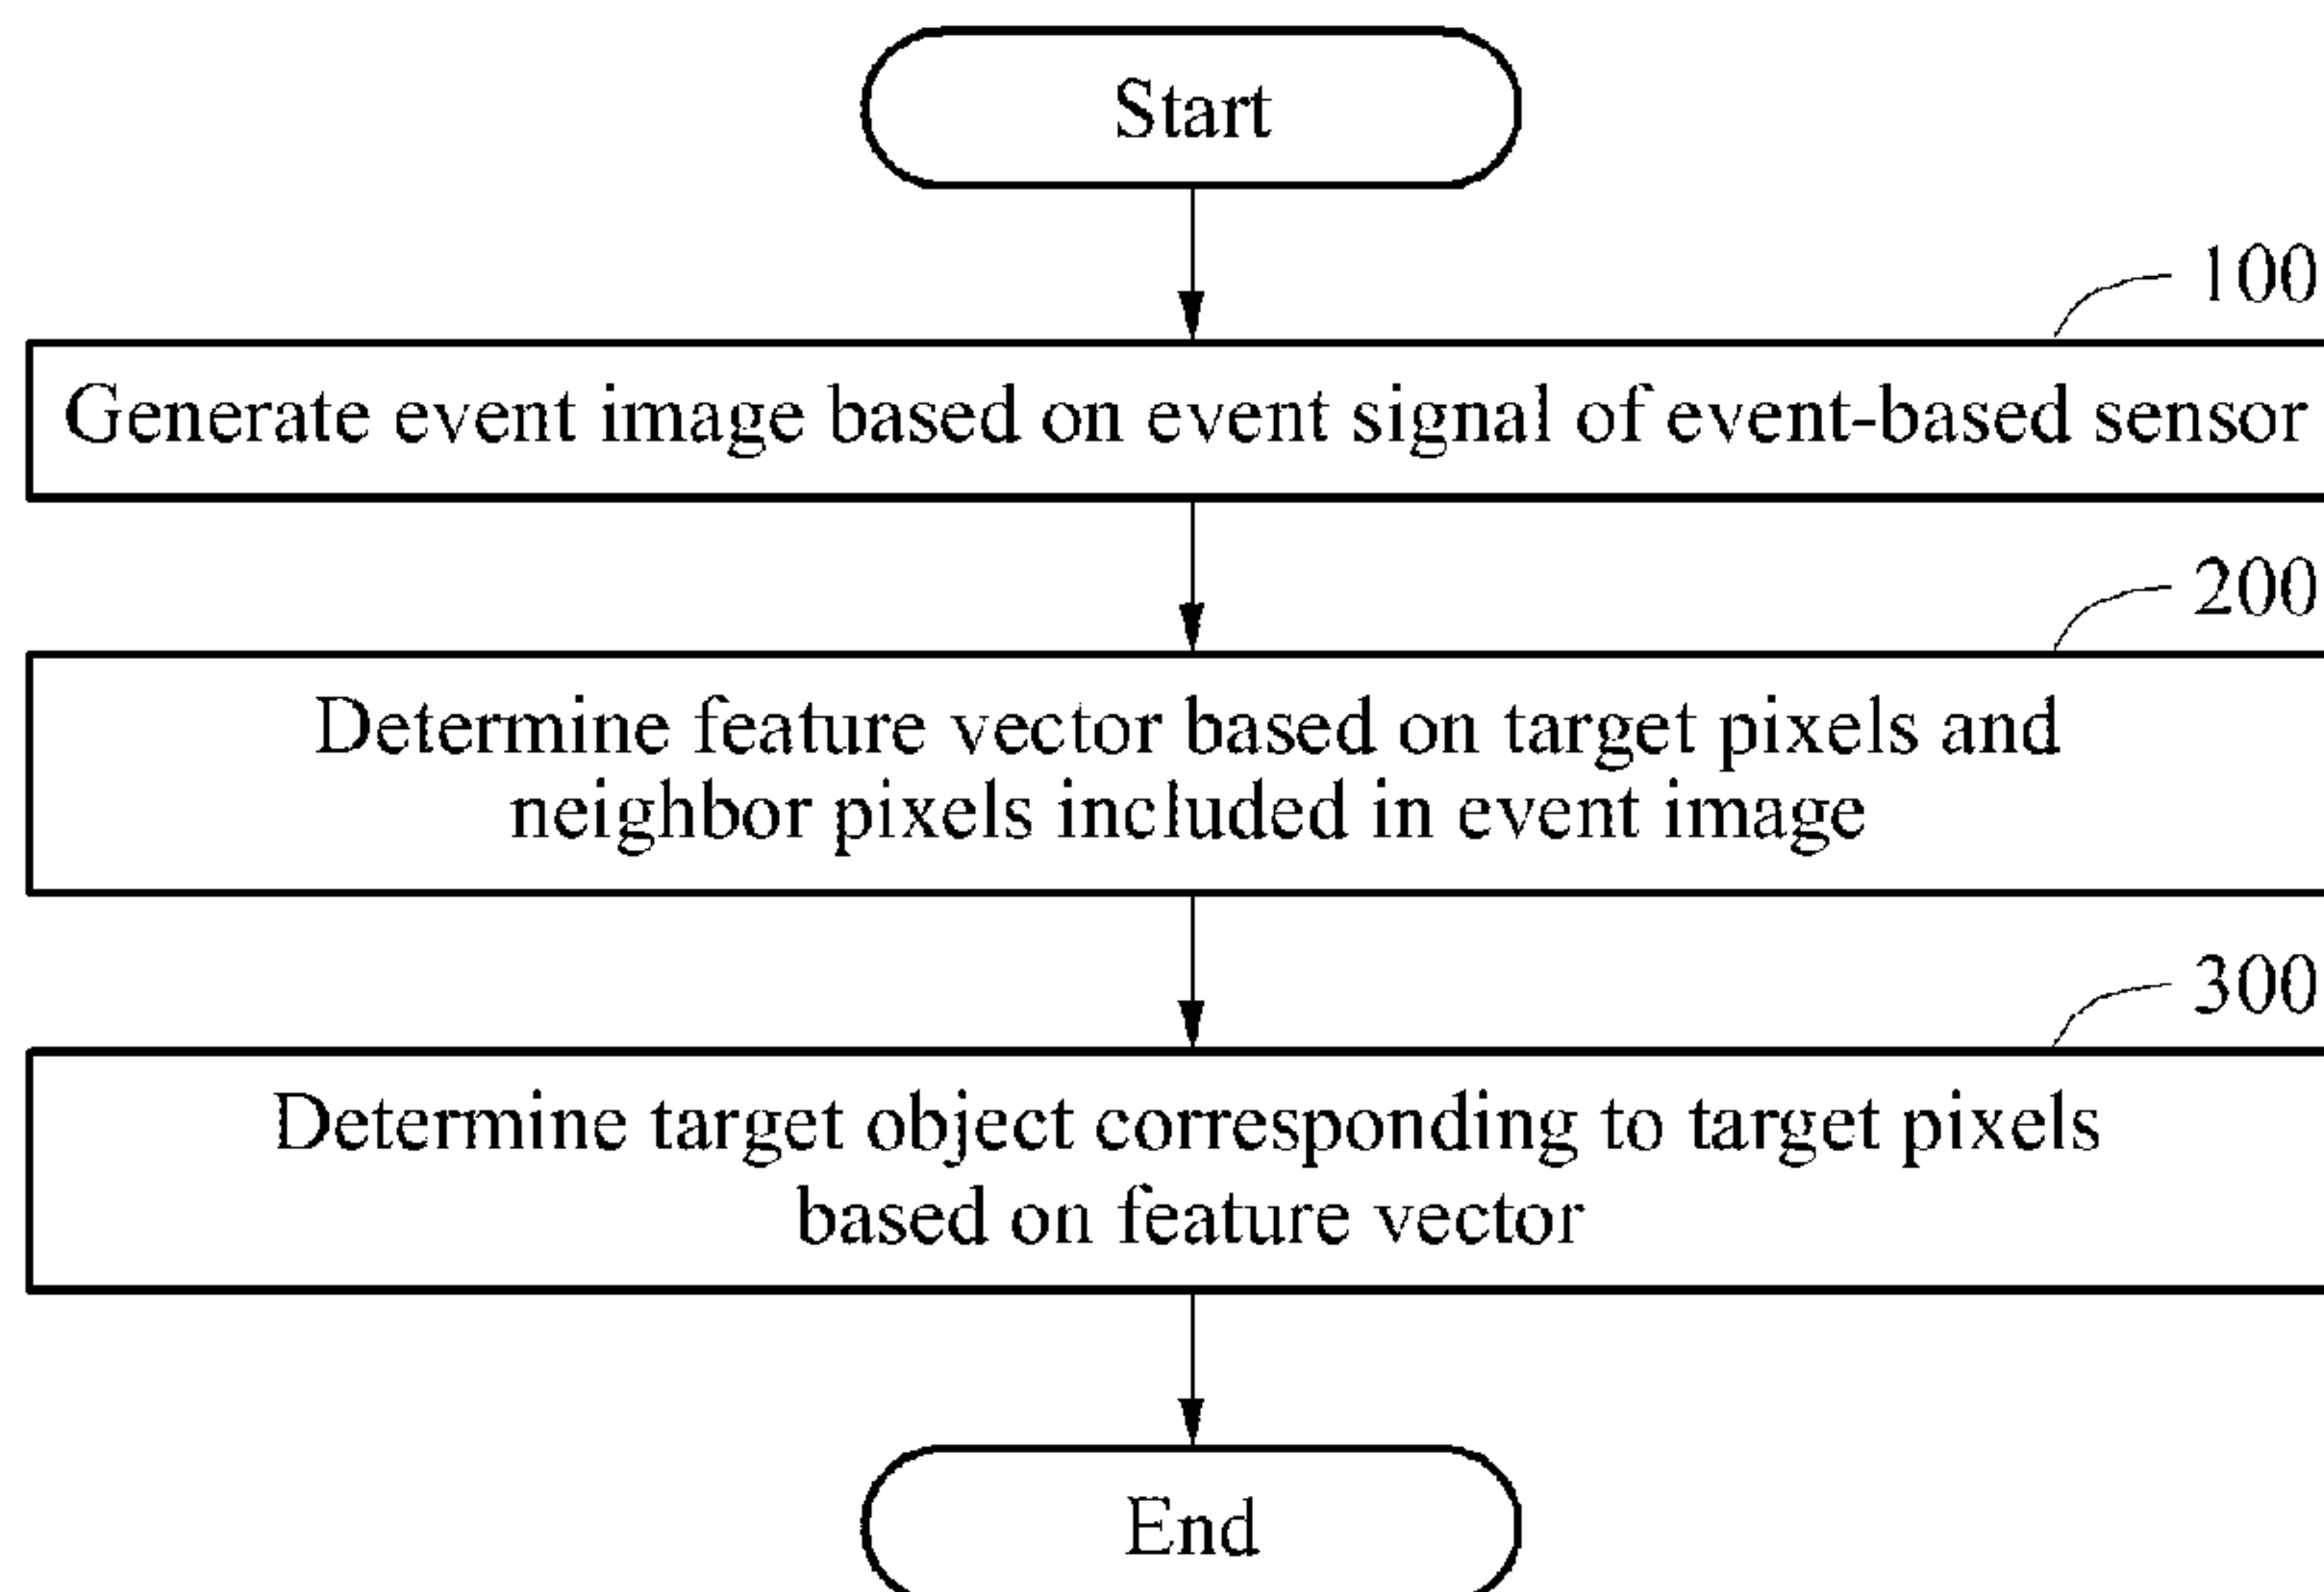 Start
100
Generate event image based on event signal of event-based sensor
200
Determine feature vector based on target pixels and
neighbor pixels included in event image
300
Determine target object corresponding to target pixels
based on feature vector
End